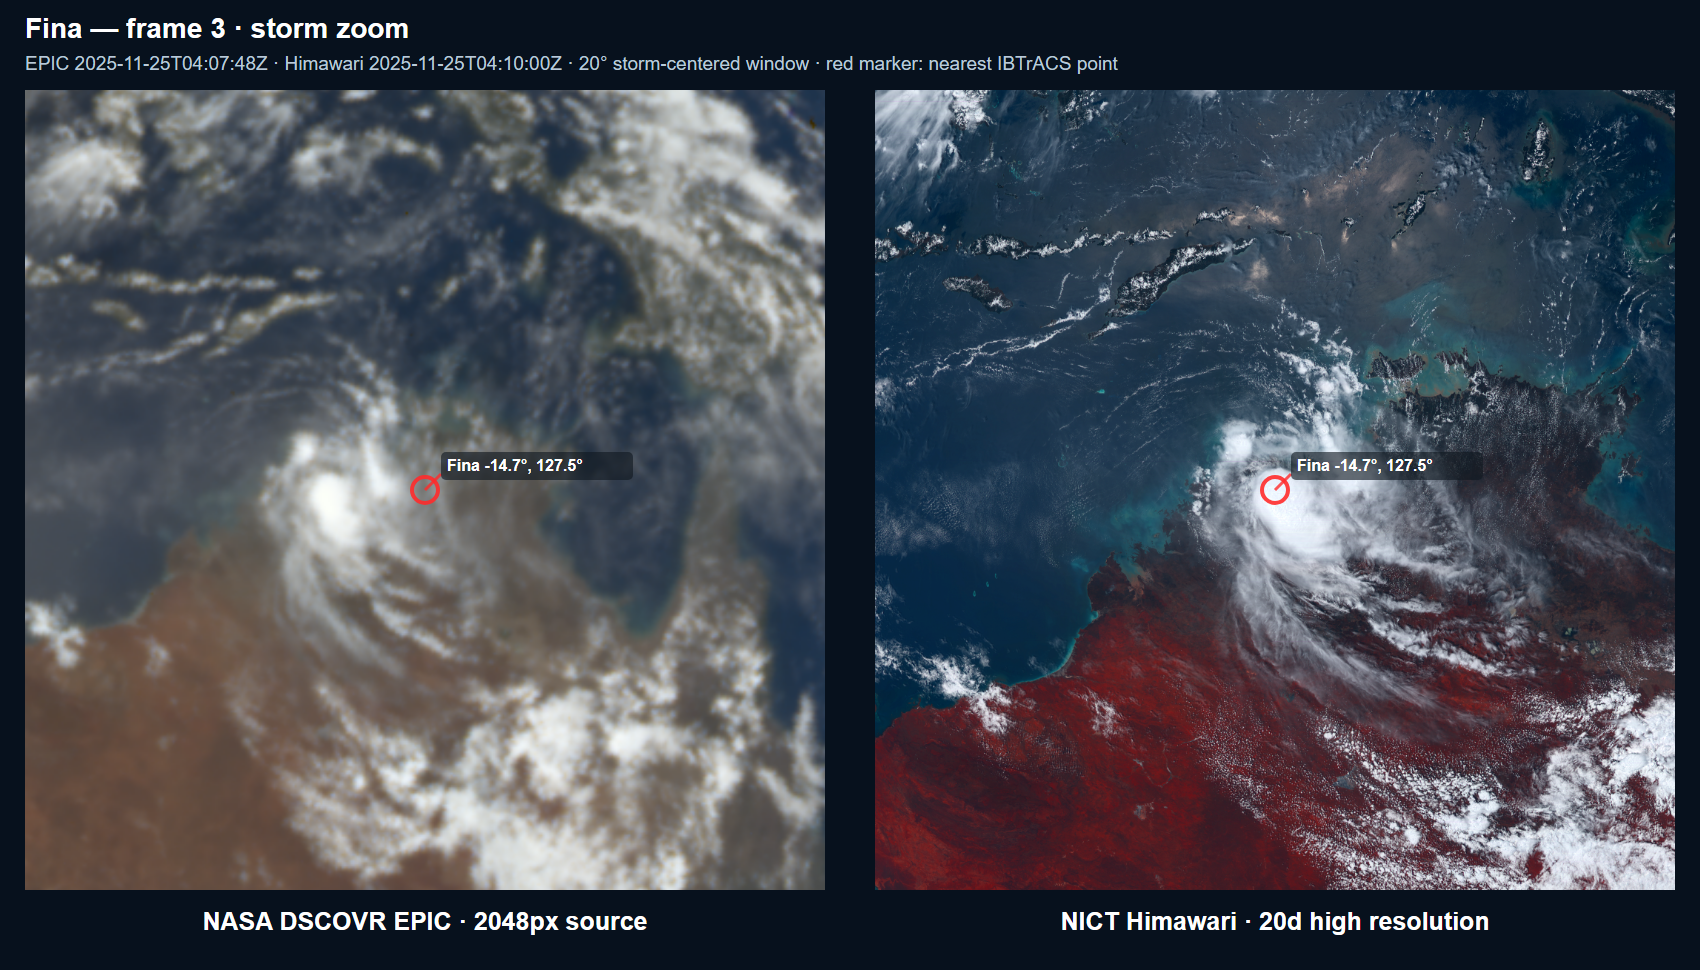 Fina — frame 3 · storm zoom
EPIC 2025-11-25T04:07:48Z · Himawari 2025-11-25T04:10:00Z · 20° storm-centered window · red marker: nearest IBTrACS point
Fina -14.7°, 127.5°
Fina -14.7°, 127.5°
NASA DSCOVR EPIC · 2048px source
NICT Himawari · 20d high resolution